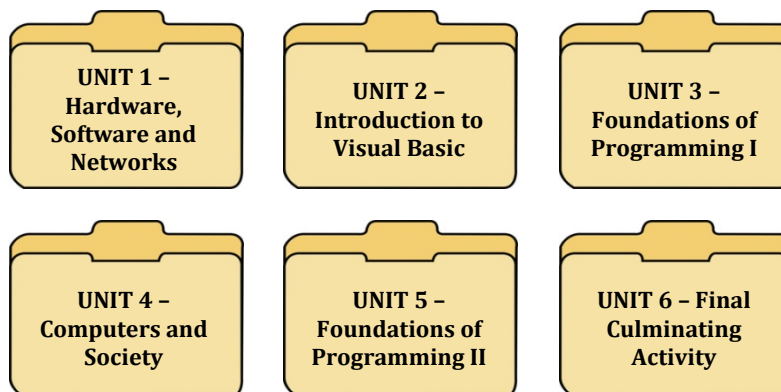 UNIT 1 –
Hardware,
Software and
Networks
UNIT 2 –
Introduction to
Visual Basic
UNIT 3 –
Foundations of
Programming I
UNIT 4 –
Computers and
Society
UNIT 5 –
Foundations of
Programming II
UNIT 6 – Final
Culminating
Activity